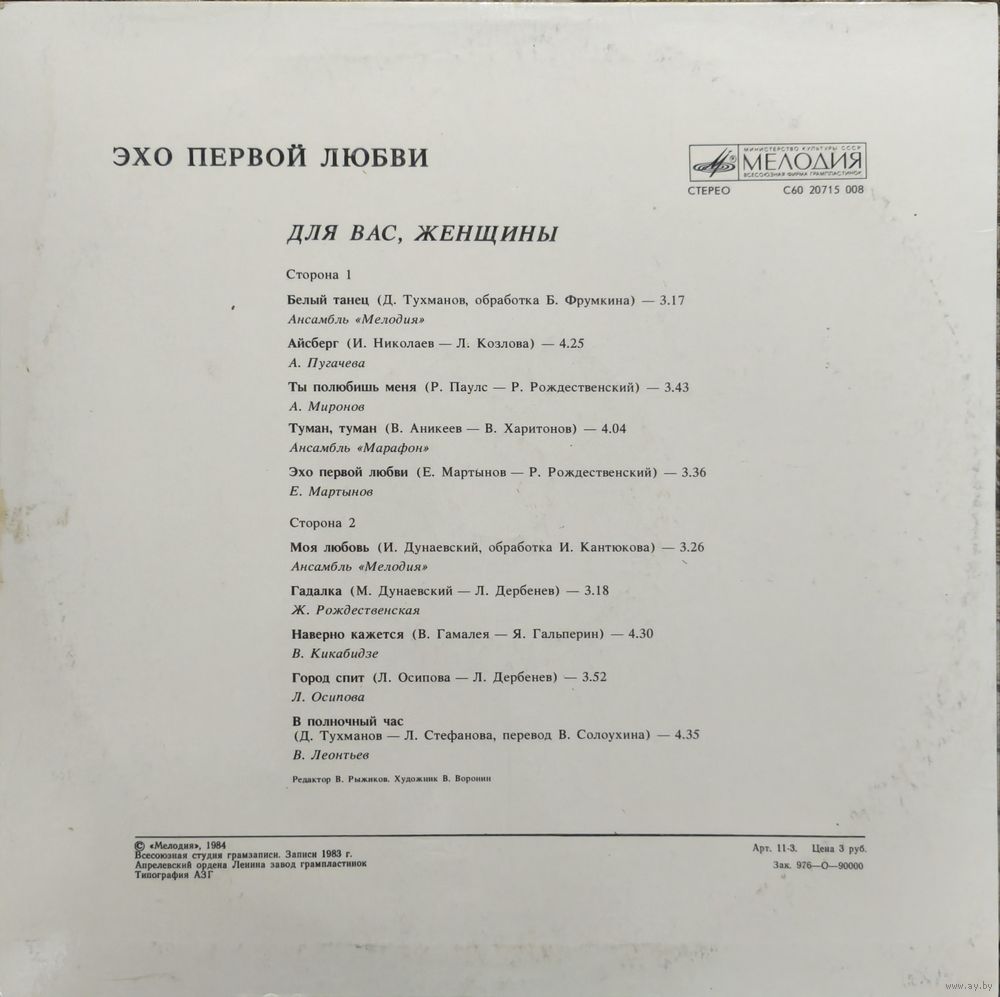 ЭХО ПЕРВОЙ ЛЮБВИ
МИНИСТЕРСТВО КУЛЬТУРЫ СССР
МЕЛОДИЯ
ВСЕСОЮЗНАЯ ФИРМА ГРАМПЛАСТИНОК
СТЕРЕО С60 20715 008
ДЛЯ ВАС, ЖЕНЩИНЫ
Сторона 1
Белый танец (Д. Тухманов, обработка Б. Фрумкина) — 3.17
Ансамбль «Мелодия»
Айсберг (И. Николаев — Л. Козлова) — 4.25
А. Пугачева
Ты полюбишь меня (Р. Паулс — Р. Рождественский) — 3.43
А. Миронов
Туман, туман (В. Аникеев — В. Харитонов) — 4.04
Ансамбль «Марафон»
Эхо первой любви (Е. Мартынов — Р. Рождественский) — 3.36
Е. Мартынов
Сторона 2
Моя любовь (И. Дунаевский, обработка И. Кантюкова) — 3.26
Ансамбль «Мелодия»
Гадалка (М. Дунаевский — Л. Дербенев) — 3.18
Ж. Рождественская
Наверно кажется (В. Гамалея — Я. Гальперин) — 4.30
В. Кикабидзе
Город спит (Л. Осипова — Л. Дербенев) — 3.52
Л. Осипова
В полночный час
(Д. Тухманов — Л. Стефанова, перевод В. Солоухина) — 4.35
В. Леонтьев
Редактор В. Рыжиков. Художник В. Воронин
© «Мелодия», 1984
Всесоюзная студия грамзаписи. Записи 1983 г.
Апрелевский ордена Ленина завод грампластинок
Типография АЗГ
Арт. 11-3. Цена 3 руб.
Зак. 976—О—90000
www.ay.by